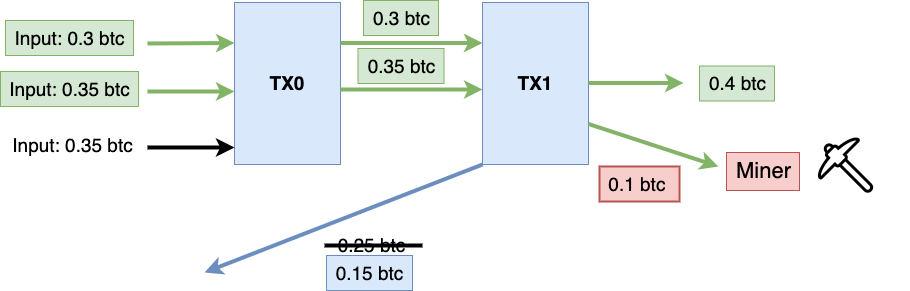 Input: 0.3 btc
Input: 0.35 btc
Input: 0.35 btc
TX0
0.3 btc
0.35 btc
TX1
0.4 btc
0.1 btc
Miner
0.25 btc
0.15 btc